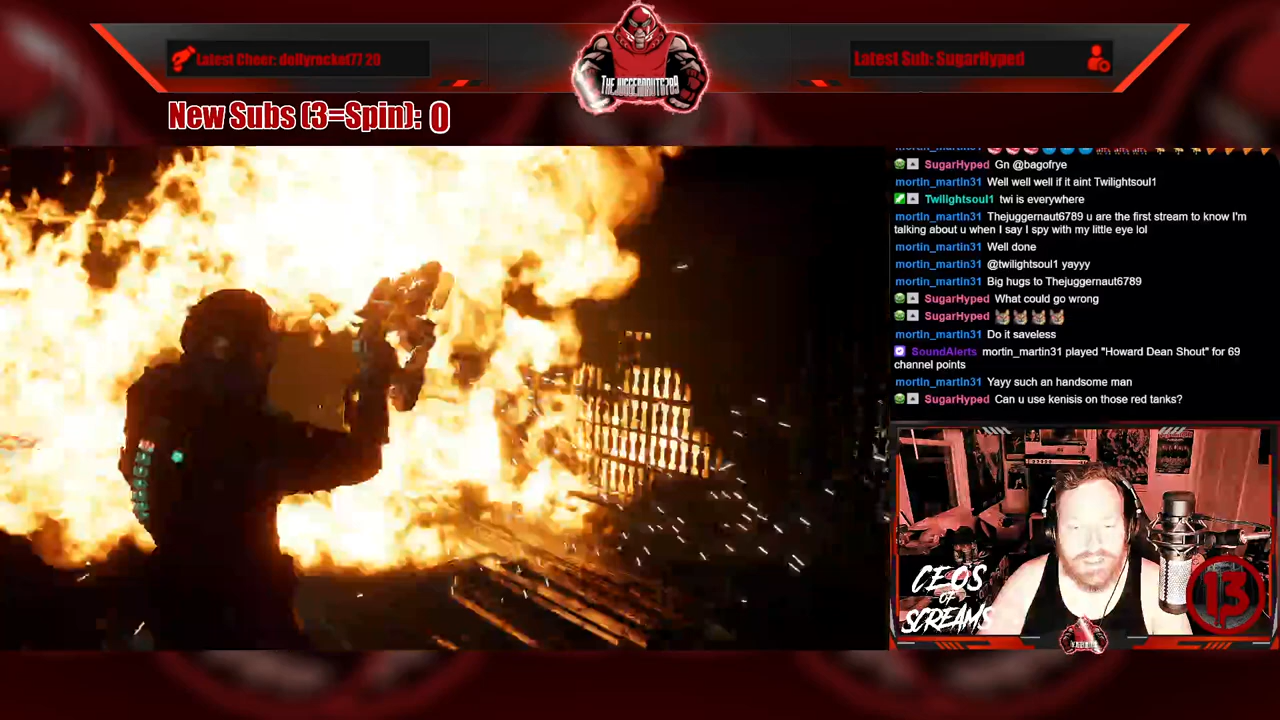 Latest Cheer: dollyrocket77 20
THEJUGGERNAUT6789
Latest Sub: SugarHyped
New Subs (3=Spin): 0
mortin_martin31
SugarHyped Gn @bagofrye
mortin_martin31 Well well well if it aint Twilightsoul1
Twilightsoul1 twi is everywhere
mortin_martin31 Thejuggernaut6789 u are the first stream to know I'm
talking about u when I say I spy with my little eye lol
mortin_martin31 Well done
mortin_martin31 @twilightsoul1 yayyy
mortin_martin31 Big hugs to Thejuggernaut6789
SugarHyped What could go wrong
SugarHyped
mortin_martin31 Do it saveless
SoundAlerts mortin_martin31 played "Howard Dean Shout" for 69
channel points
mortin_martin31 Yayy such an handsome man
SugarHyped Can u use kenisis on those red tanks?
CEOS
OF
SCREAMS
13